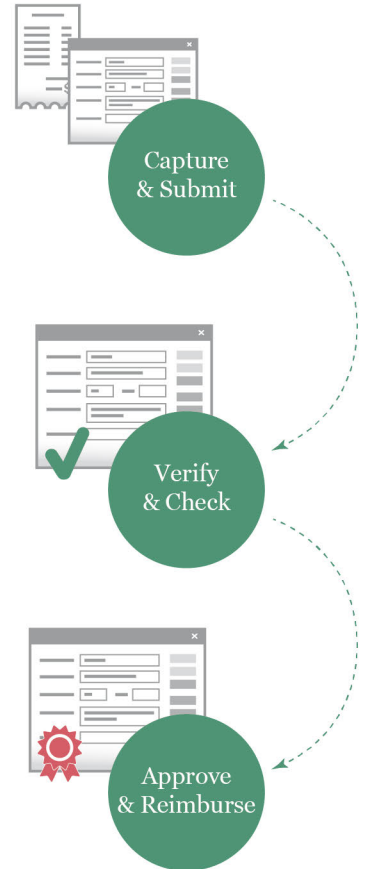 Capture
& Submit
Verify
& Check
Approve
& Reimburse